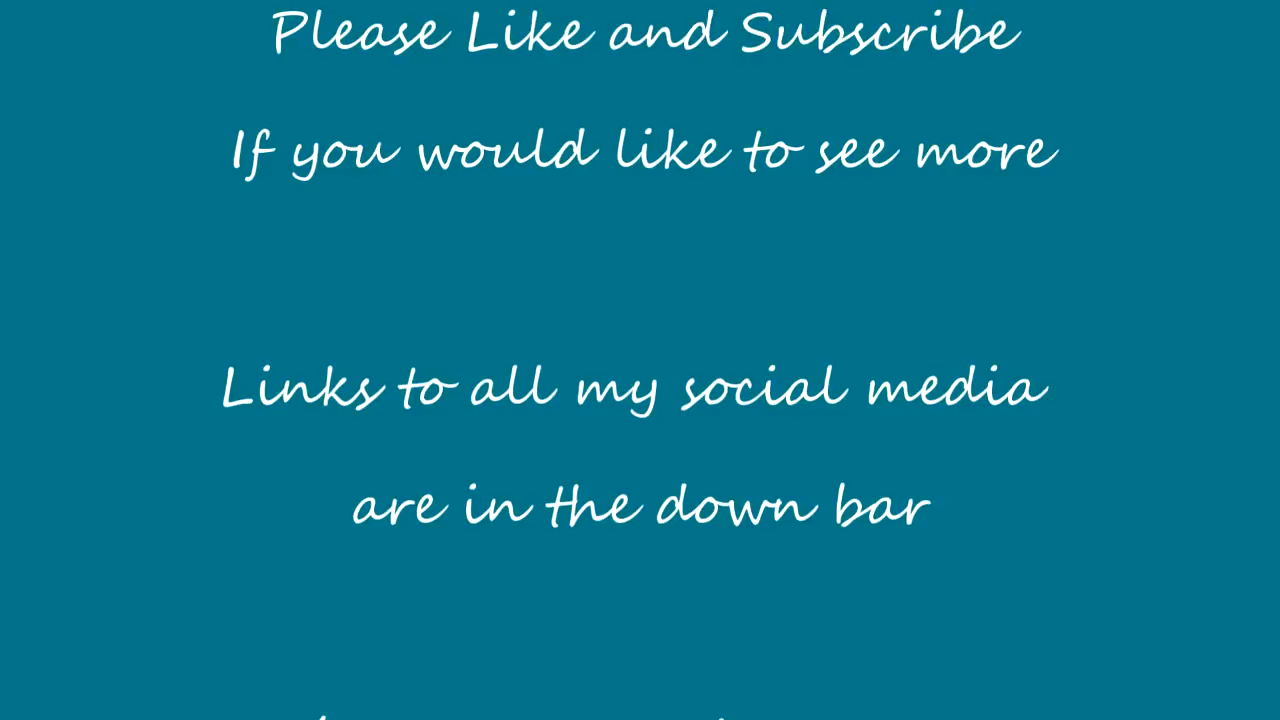 Please Like and Subscribe
If you would like to see more
Links to all my social media
are in the down bar